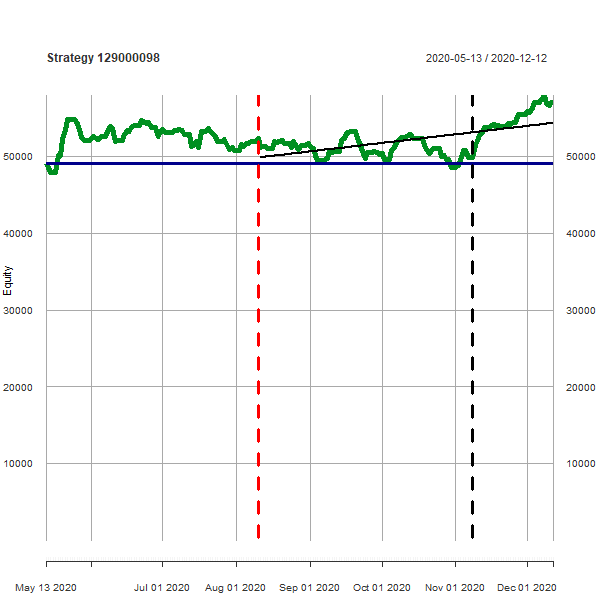 Strategy 129000098
2020-05-13 / 2020-12-12
50000
50000
40000
40000
Equity
30000
30000
20000
20000
10000
10000
May 13 2020
Jul 01 2020
Aug 01 2020
Sep 01 2020
Oct 01 2020
Nov 01 2020
Dec 01 2020